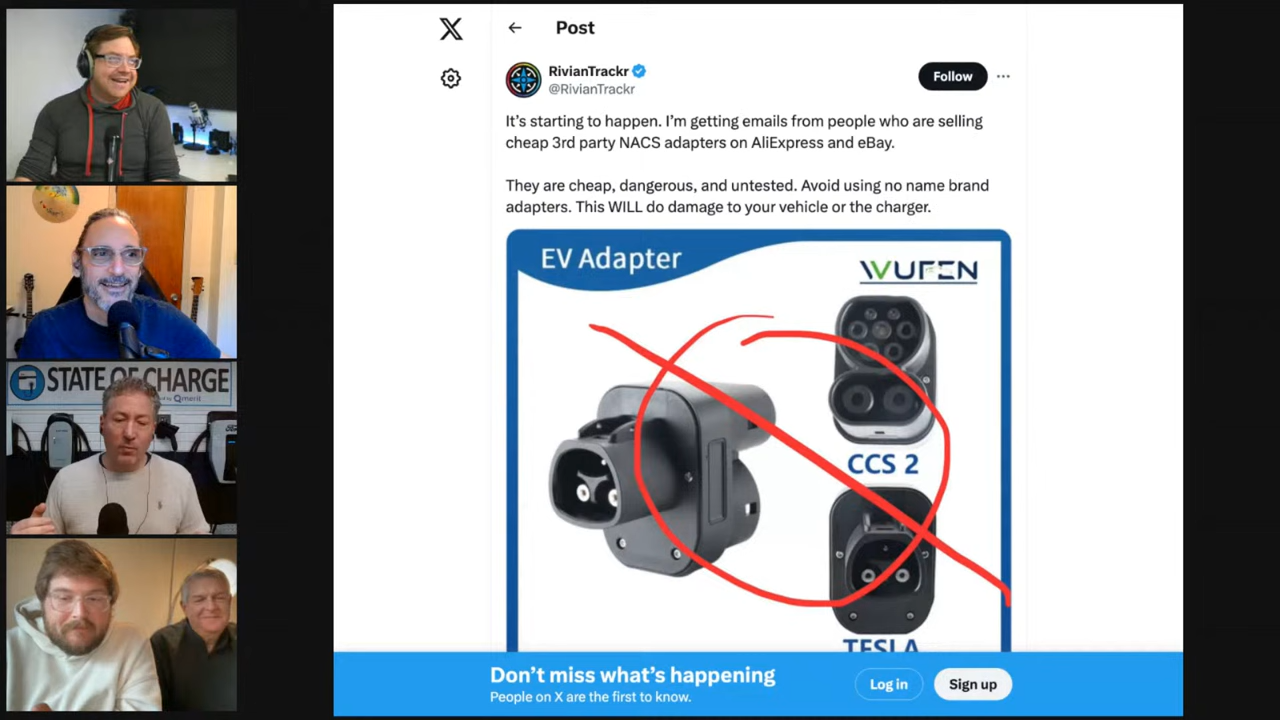 Post
RivianTrackr
@RivianTrackr
Follow
It's starting to happen. I'm getting emails from people who are selling
cheap 3rd party NACS adapters on AliExpress and eBay.
They are cheap, dangerous, and untested. Avoid using no name brand
adapters. This WILL do damage to your vehicle or the charger.
EV Adapter
WUFEN
CCS 2
TESLA
STATE OF CHARGE
Qmerit
Don't miss what's happening
People on X are the first to know.
Log in
Sign up